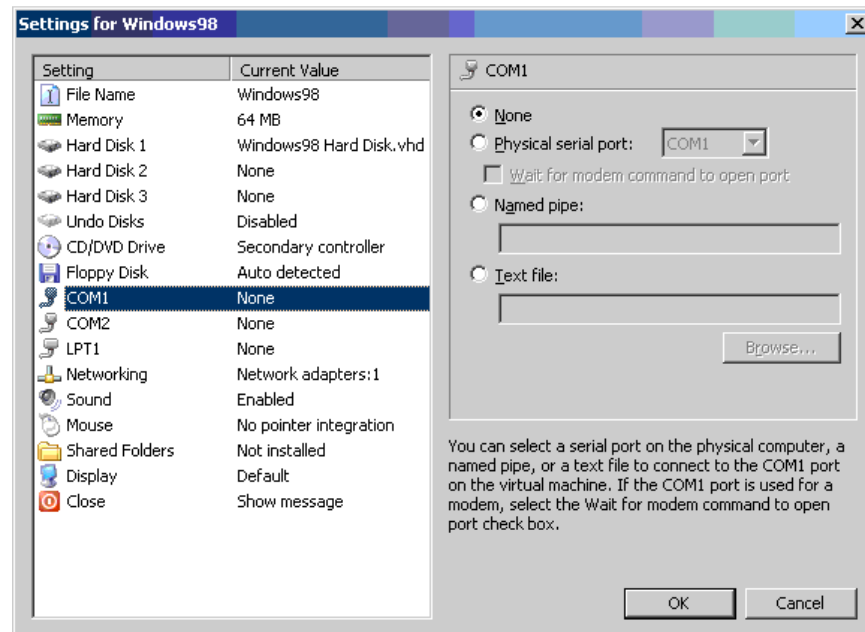 Settings for Windows98
Setting Current Value
File Name Windows98
Memory 64 MB
Hard Disk 1 Windows98 Hard Disk.vhd
Hard Disk 2 None
Hard Disk 3 None
Undo Disks Disabled
CD/DVD Drive Secondary controller
Floppy Disk Auto detected
COM1 None
COM2 None
LPT1 None
Networking Network adapters:1
Sound Enabled
Mouse No pointer integration
Shared Folders Not installed
Display Default
Close Show message
COM1
None
Physical serial port: COM1
Wait for modem command to open port
Named pipe:
Text file:
Browse...
You can select a serial port on the physical computer, a
named pipe, or a text file to connect to the COM1 port
on the virtual machine. If the COM1 port is used for a
modem, select the Wait for modem command to open
port check box.
OK Cancel